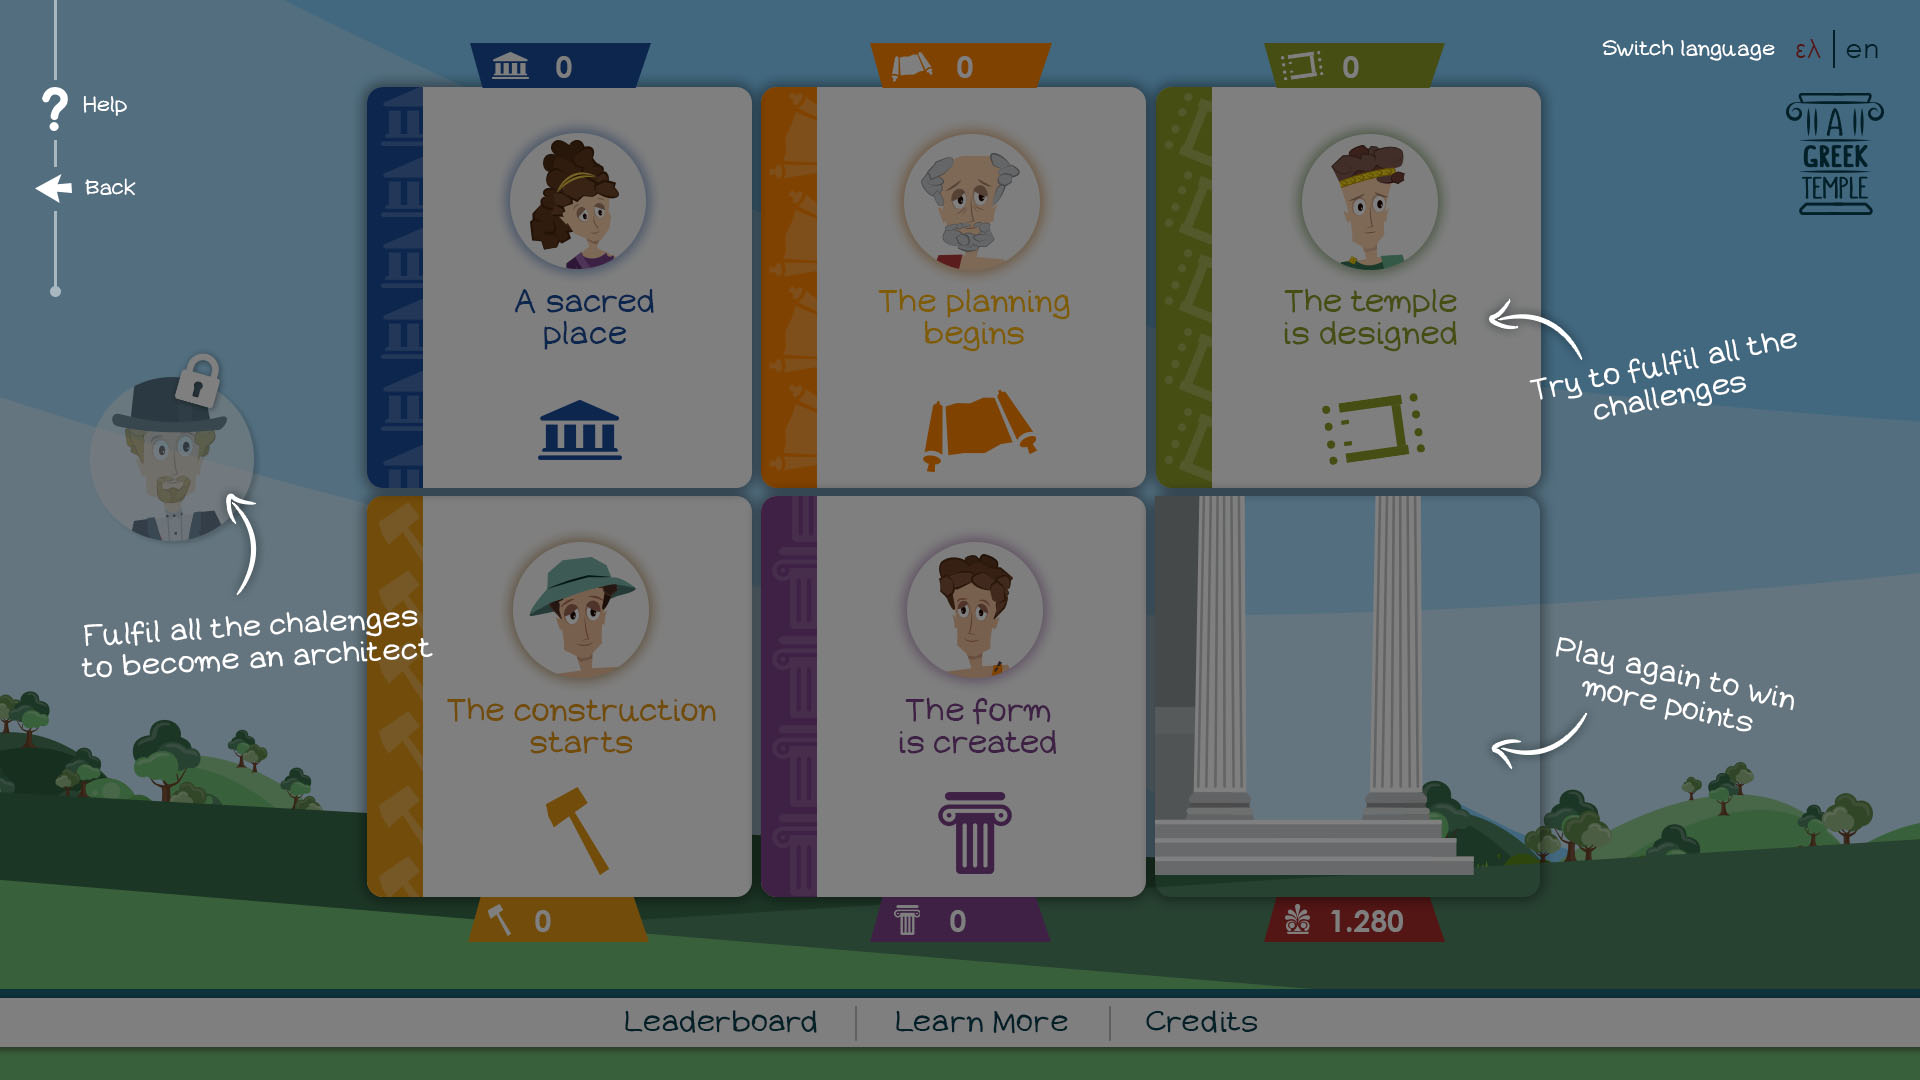 0
0
0
Switch language ελ | en
Help
Back
A
GREEK
TEMPLE
A sacred
place
The planning
begins
The temple
is designed
Try to fulfil all the
challenges
Fulfil all the chalenges
to become an architect
The construction
starts
The form
is created
Play again to win
more points
0
0
1.280
Leaderboard
Learn More
Credits